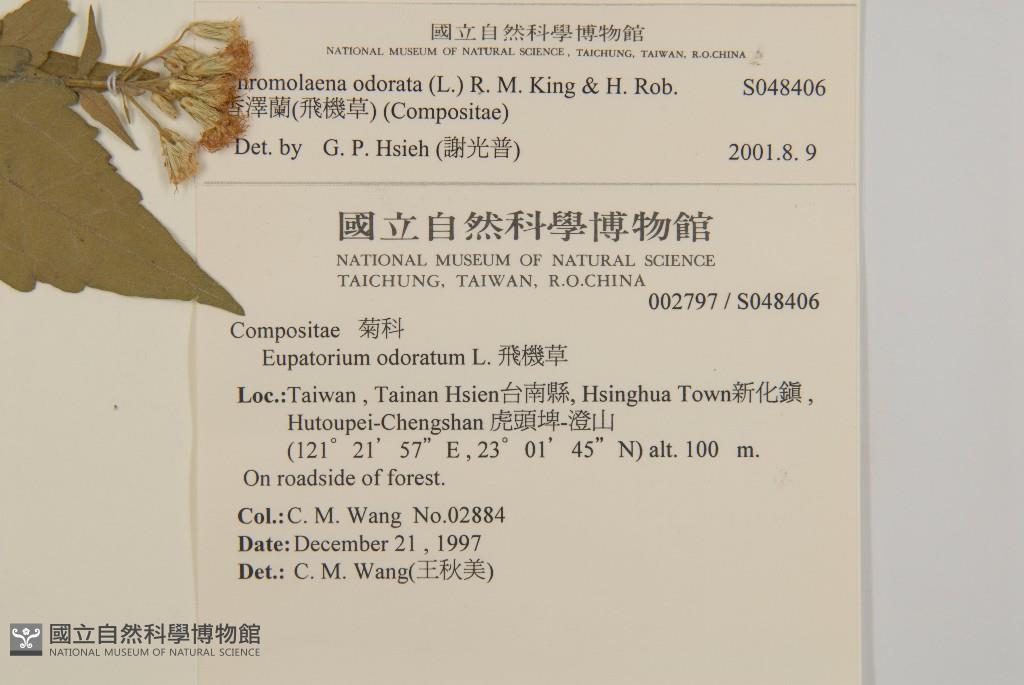 國立自然科學博物館
NATIONAL MUSEUM OF NATURAL SCIENCE, TAICHUNG, TAIWAN, R.O.CHINA
hromolaena odorata (L.) R. M. King & H. Rob. S048406
香澤蘭(飛機草) (Compositae)
Det. by G. P. Hsieh (謝光普) 2001.8. 9
國立自然科學博物館
NATIONAL MUSEUM OF NATURAL SCIENCE
TAICHUNG, TAIWAN, R.O.CHINA
002797 / S048406
Compositae 菊科
Eupatorium odoratum L. 飛機草
Loc.:Taiwan , Tainan Hsien台南縣, Hsinghua Town新化鎭 ,
Hutoupei-Chengshan 虎頭埤-澄山
(121° 21’ 57” E , 23° 01’ 45” N) alt. 100 m.
On roadside of forest.
Col.: C. M. Wang No.02884
Date: December 21 , 1997
Det.: C. M. Wang(王秋美)
國立自然科學博物館
NATIONAL MUSEUM OF NATURAL SCIENCE